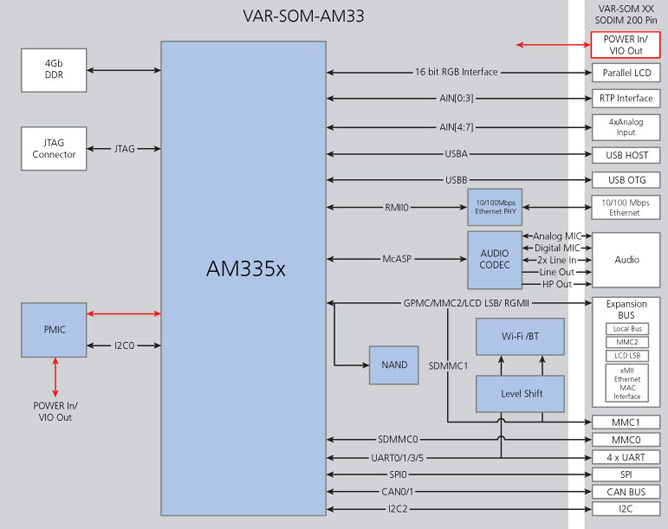 VAR-SOM-AM33
VAR-SOM XX
SODIM 200 Pin
POWER In/
VIO Out
4Gb
DDR
16 bit RGB Interface
Parallel LCD
AIN[0:3]
RTP Interface
AIN[4:7]
4xAnalog
Input
JTAG
Connector
JTAG
USBA
USB HOST
USBB
USB OTG
RMII0
10/100Mbps
Ethernet PHY
10/100 Mbps
Ethernet
AM335x
McASP
AUDIO
CODEC
Analog MIC
Digital MIC
2x Line In
Line Out
HP Out
Audio
GPMC/MMC2/LCD LSB/ RGMII
Expansion
BUS
Local Bus
MMC2
LCD LSB
xMII
Ethernet
MAC
Interface
PMIC
I2C0
POWER In/
VIO Out
NAND
SDMMC1
Wi-Fi /BT
Level Shift
MMC1
SDMMC0
MMC0
UART0/1/3/5
4 x UART
SPI0
SPI
CAN0/1
CAN BUS
I2C2
I2C